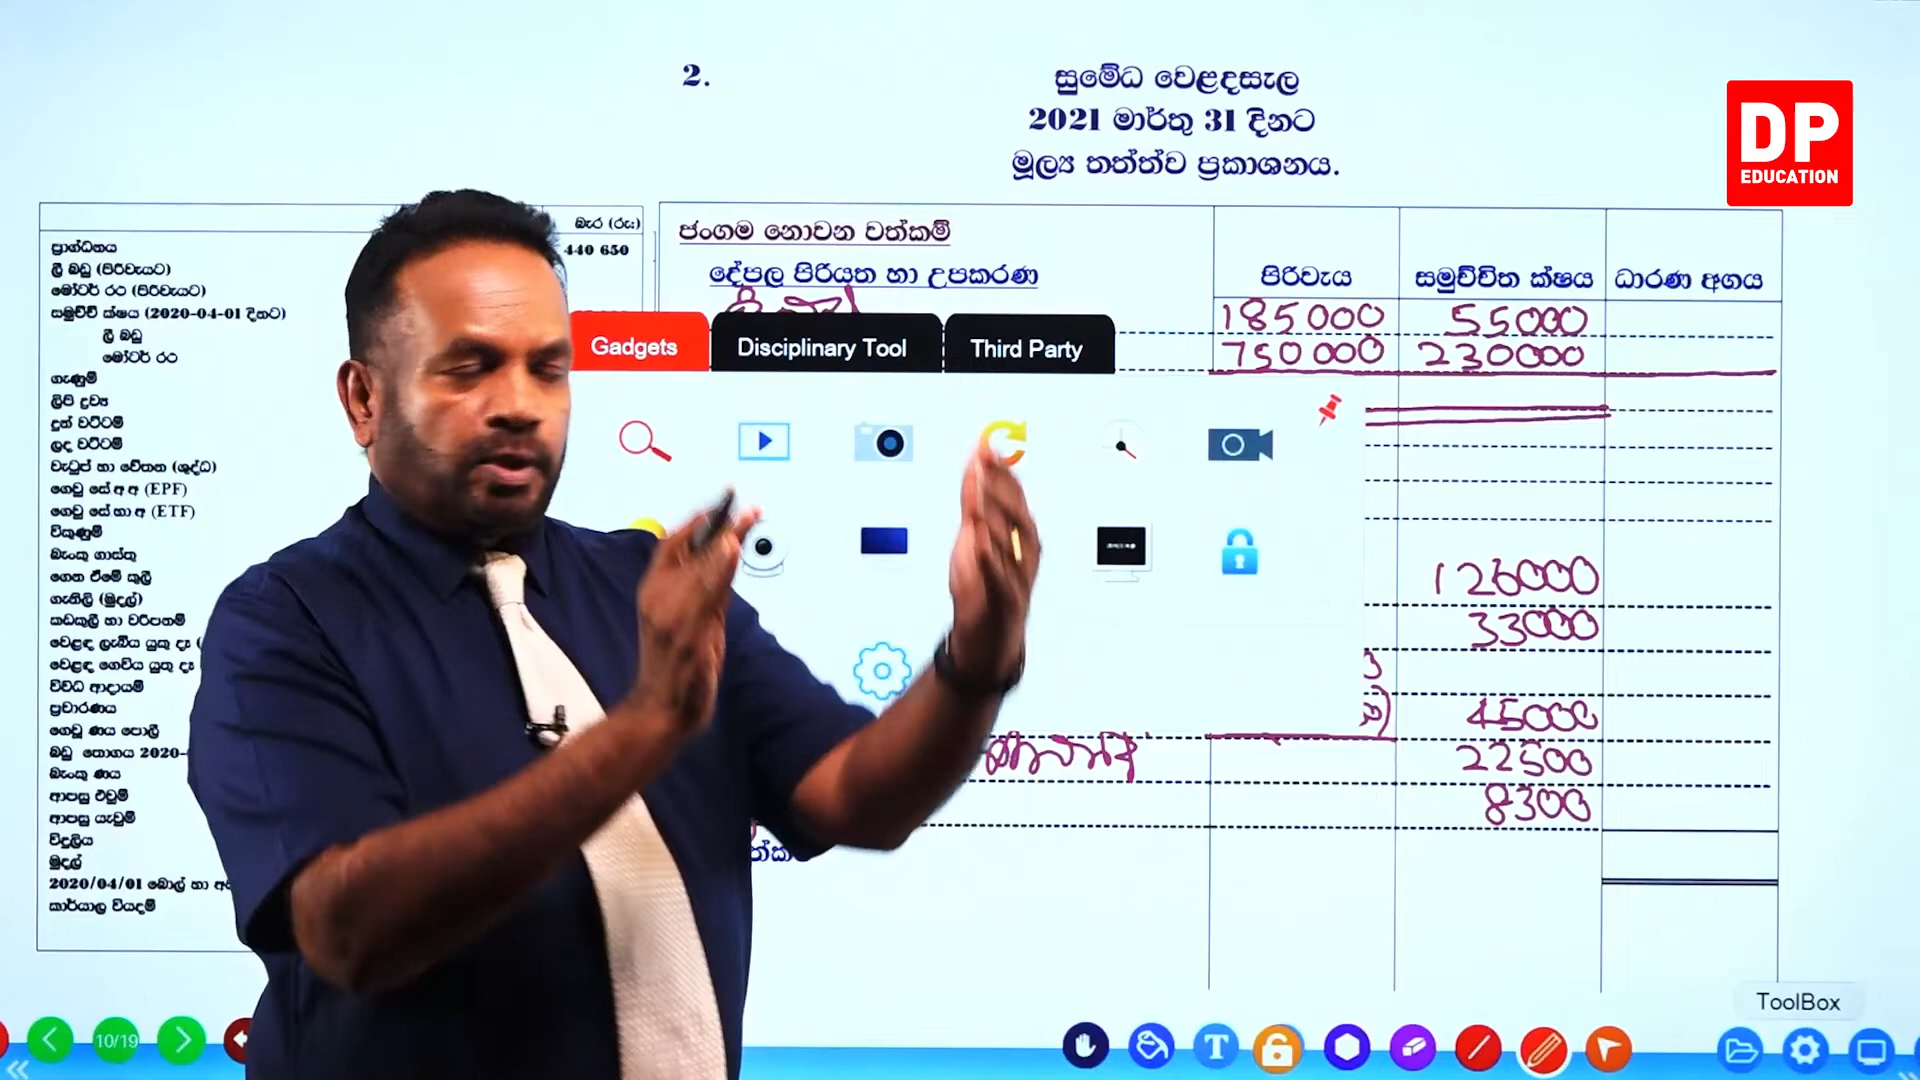 2.
සුමේධ වෙළඳසැල
2021 මාර්තු 31 දිනට
මූල්‍ය තත්ත්ව ප්‍රකාශනය.
DP
EDUCATION
බැර (රු:)
ප්‍රාග්ධනය
440 650
ලී බඩු (පිරිවැයට)
මෝටර් රථ (පිරිවැයට)
සමුච්චි ක්ෂය (2020-04-01 දිනට)
ලී බඩු
මෝටර් රථ
ගැණුම්
ලිපි ද්‍රව්‍ය
දුන් වට්ටම්
ලද වට්ටම්
වැටුප් හා වේතන (ශුද්ධ)
ගෙවූ සේ අ අ (EPF)
ගෙවූ සේ හා අ (ETF)
විකුණුම්
බැංකු ගාස්තු
ගෙන ඒමේ කුලී
ගැනිලි (මුදල්)
කඩකුලී හා වරිපනම්
වෙළඳ ලැබිය යුතු දෑ
වෙළඳ ගෙවිය යුතු දෑ
විවිධ ආදායම්
ප්‍රචාරණය
ගෙවූ ණය පොලී
බඩු තොගය 2020-
බැංකු ණය
ආපසු එවුම්
ආපසු යැවුම්
විදුලිය
මුදල්
2020/04/01 බොල් හා අ
කාර්යාල වියදම්
ජංගම නොවන වත්කම්
දේපල පිරියත හා උපකරණ
පිරිවැය
සමුච්චිත ක්ෂය
ධාරණ අගය
185000
55000
750000
230000
Gadgets
Disciplinary Tool
Third Party
126000
33000
45000
22500
8300
ToolBox
10/19